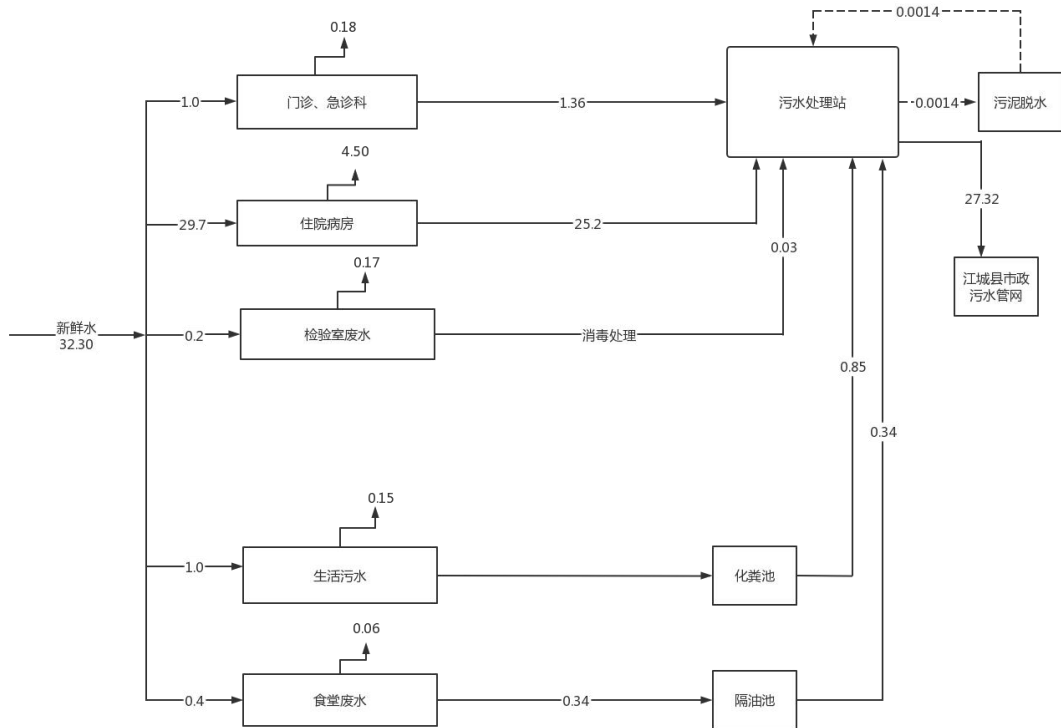 0.0014
0.18
门诊、急诊科
1.0
1.36
污水处理站
0.0014
污泥脱水
4.50
住院病房
29.7
25.2
27.32
0.03
0.17
江城县市政
污水管网
检验室废水
新鲜水
32.30
0.2
消毒处理
0.85
0.34
0.15
生活污水
1.0
化粪池
0.06
食堂废水
0.4
0.34
隔油池